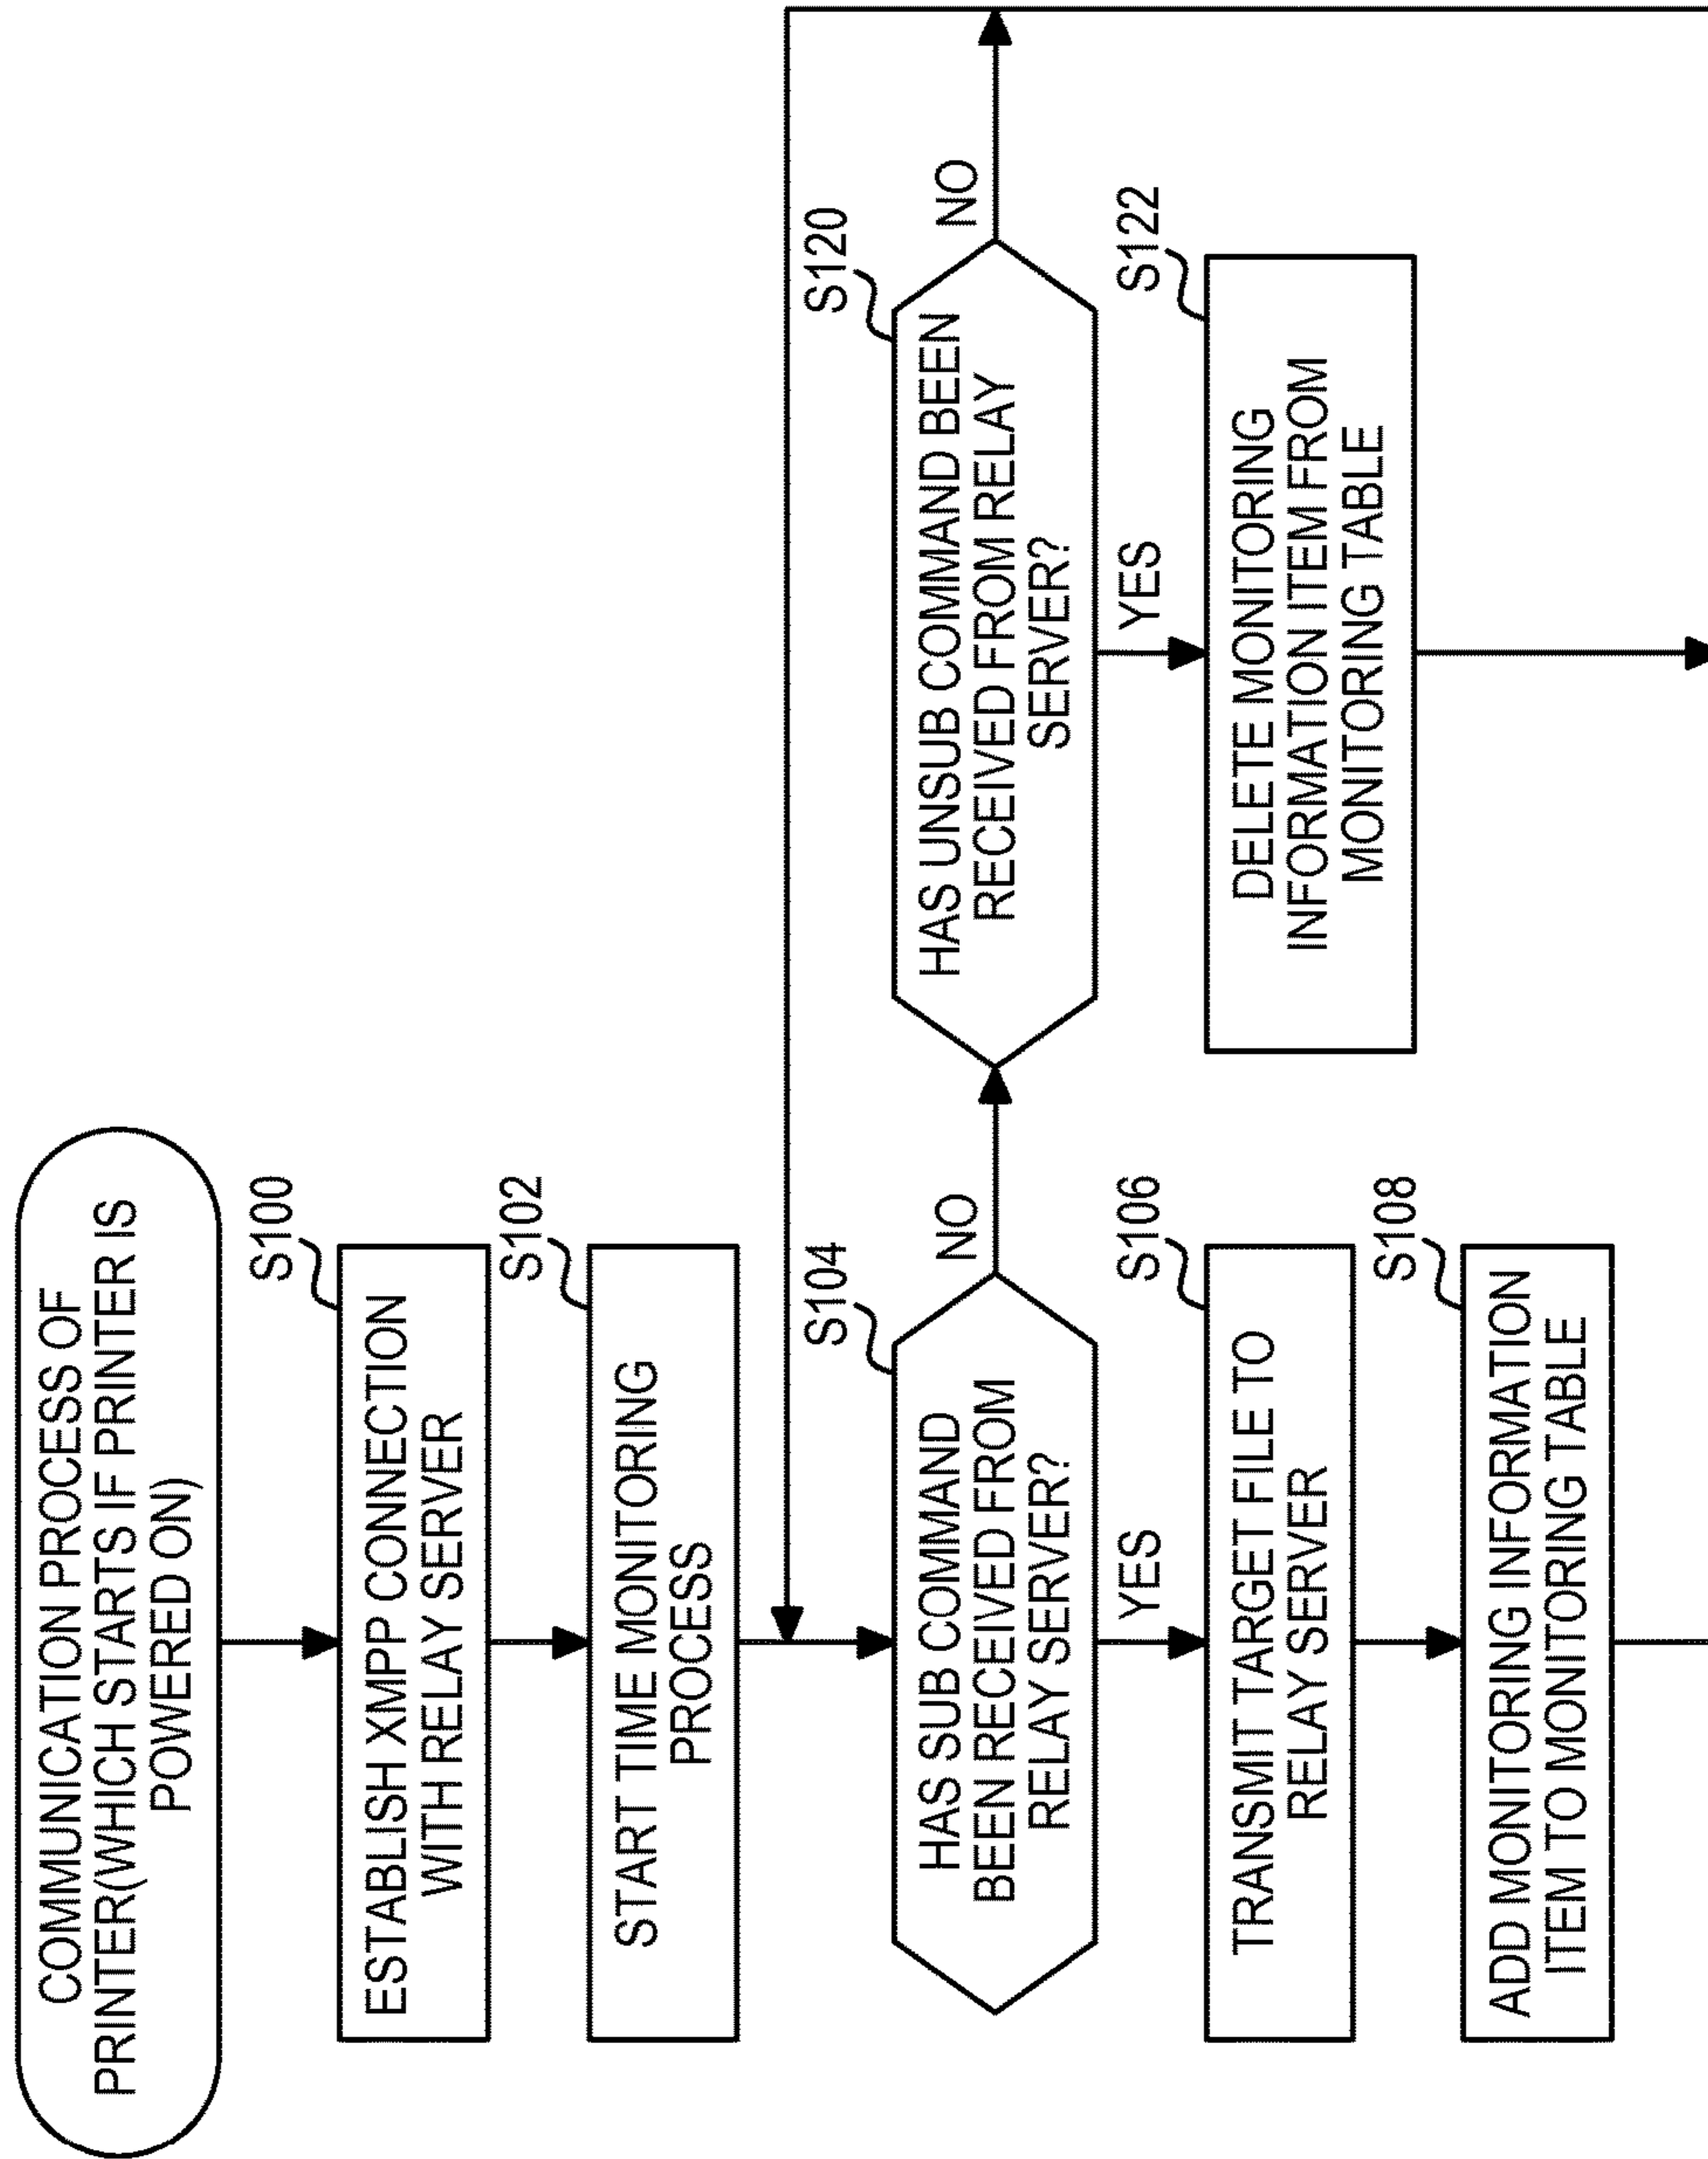 COMMUNICATION PROCESS OF
PRINTER(WHICH STARTS IF PRINTER IS
POWERED ON)
S100
ESTABLISH XMPP CONNECTION
WITH RELAY SERVER
S102
START TIME MONITORING
PROCESS
S104
HAS SUB COMMAND
BEEN RECEIVED FROM
RELAY SERVER?
NO
YES
S106
TRANSMIT TARGET FILE TO
RELAY SERVER
S108
ADD MONITORING INFORMATION
ITEM TO MONITORING TABLE
S120
HAS UNSUB COMMAND BEEN
RECEIVED FROM RELAY
SERVER?
NO
YES
S122
DELETE MONITORING
INFORMATION ITEM FROM
MONITORING TABLE